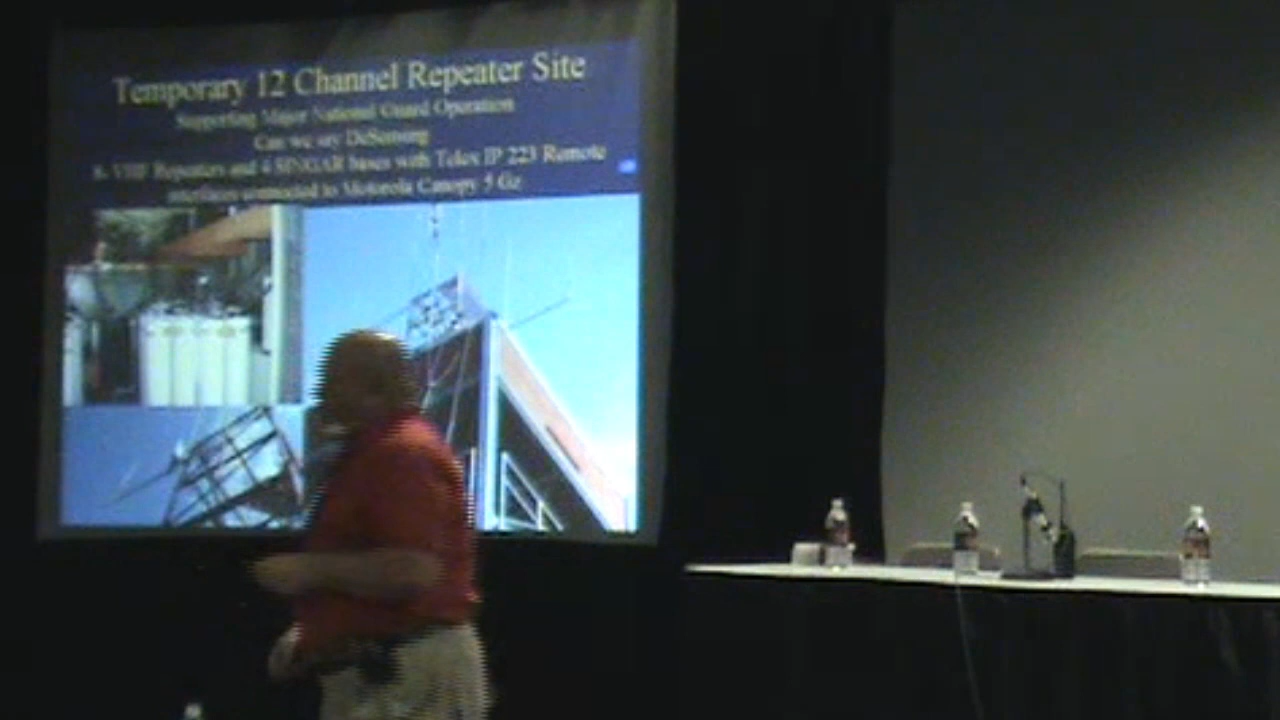 Temporary 12 Channel Repeater Site
Supporting Major National Guard Operation
Can we say DeSensing
8- VHF Repeaters and 4 SINGAR bases with Telex IP 223 Remote
interfaces connected to Motorola Canopy 5 Gz